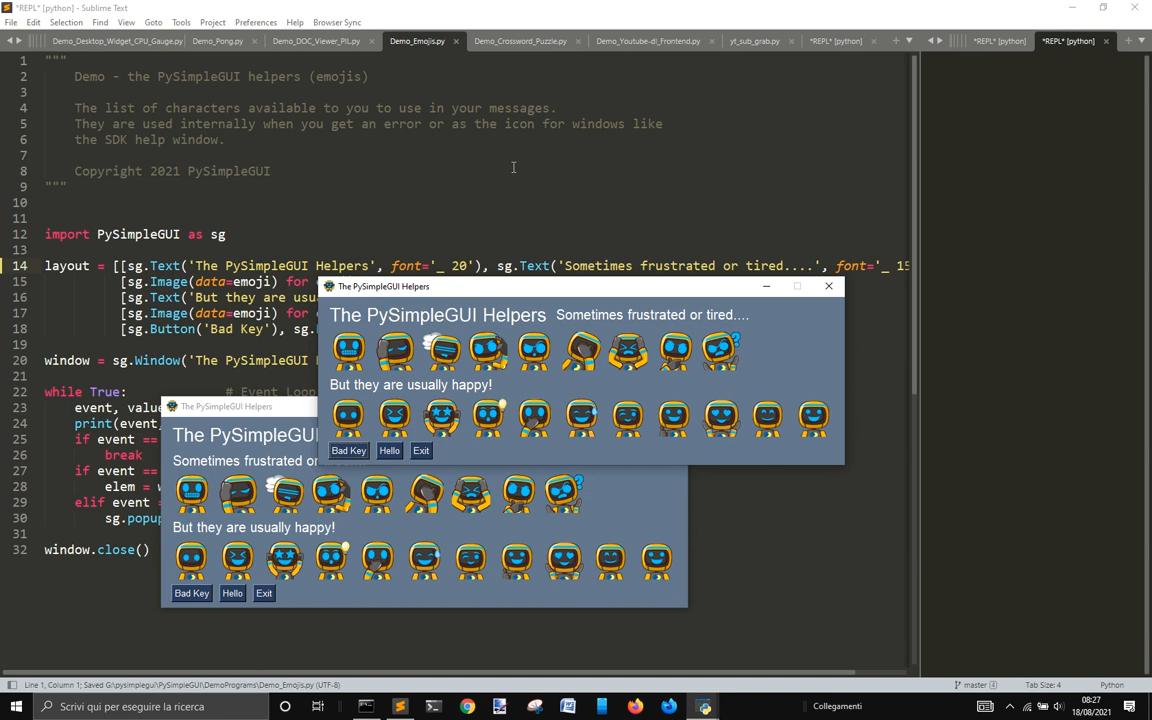 *REPL* [python] - Sublime Text
File Edit Selection Find View Goto Tools Project Preferences Help Browser Sync
Demo_Desktop_Widget_CPU_Gauge.py Demo_Pong.py Demo_DOC_Viewer_PIL.py Demo_Emojis.py Demo_Crossword_Puzzle.py Demo_Youtube-dl_Frontend.py yt_sub_grab.py *REPL* [python] *REPL* [python] *REPL* [python]
1 """
2 Demo - the PySimpleGUI helpers (emojis)
3
4 The list of characters available to you to use in your messages.
5 They are used internally when you get an error or as the icon for windows like
6 the SDK help window.
7
8 Copyright 2021 PySimpleGUI
9 """
10
11
12 import PySimpleGUI as sg
13
14 layout = [[sg.Text('The PySimpleGUI Helpers', font='_ 20'), sg.Text('Sometimes frustrated or tired....', font='_ 15
15 [sg.Image(data=emoji) for
16 [sg.Text('But they are usu
17 [sg.Image(data=emoji) for
18 [sg.Button('Bad Key'), sg.
19
20 window = sg.Window('The PySimpleGUI
21
22 while True: # Event Loop
23 event, value
24 print(event,
25 if event ==
26 break
27 if event ==
28 elem = w
29 elif event =
30 sg.popup
31
32 window.close()
The PySimpleGUI Helpers
The PySimpleGUI Helpers Sometimes frustrated or tired....
But they are usually happy!
Bad Key Hello Exit
The PySimpleGUI Helpers
The PySimpleGUI
Sometimes frustrated or
But they are usually happy!
Bad Key Hello Exit
Line 1, Column 1; Saved G:\pysimplegui\PySimpleGUI\DemoPrograms\Demo_Emojis.py (UTF-8) master 4 Tab Size: 4 Python
Scrivi qui per eseguire la ricerca Collegamenti 08:27
18/08/2021